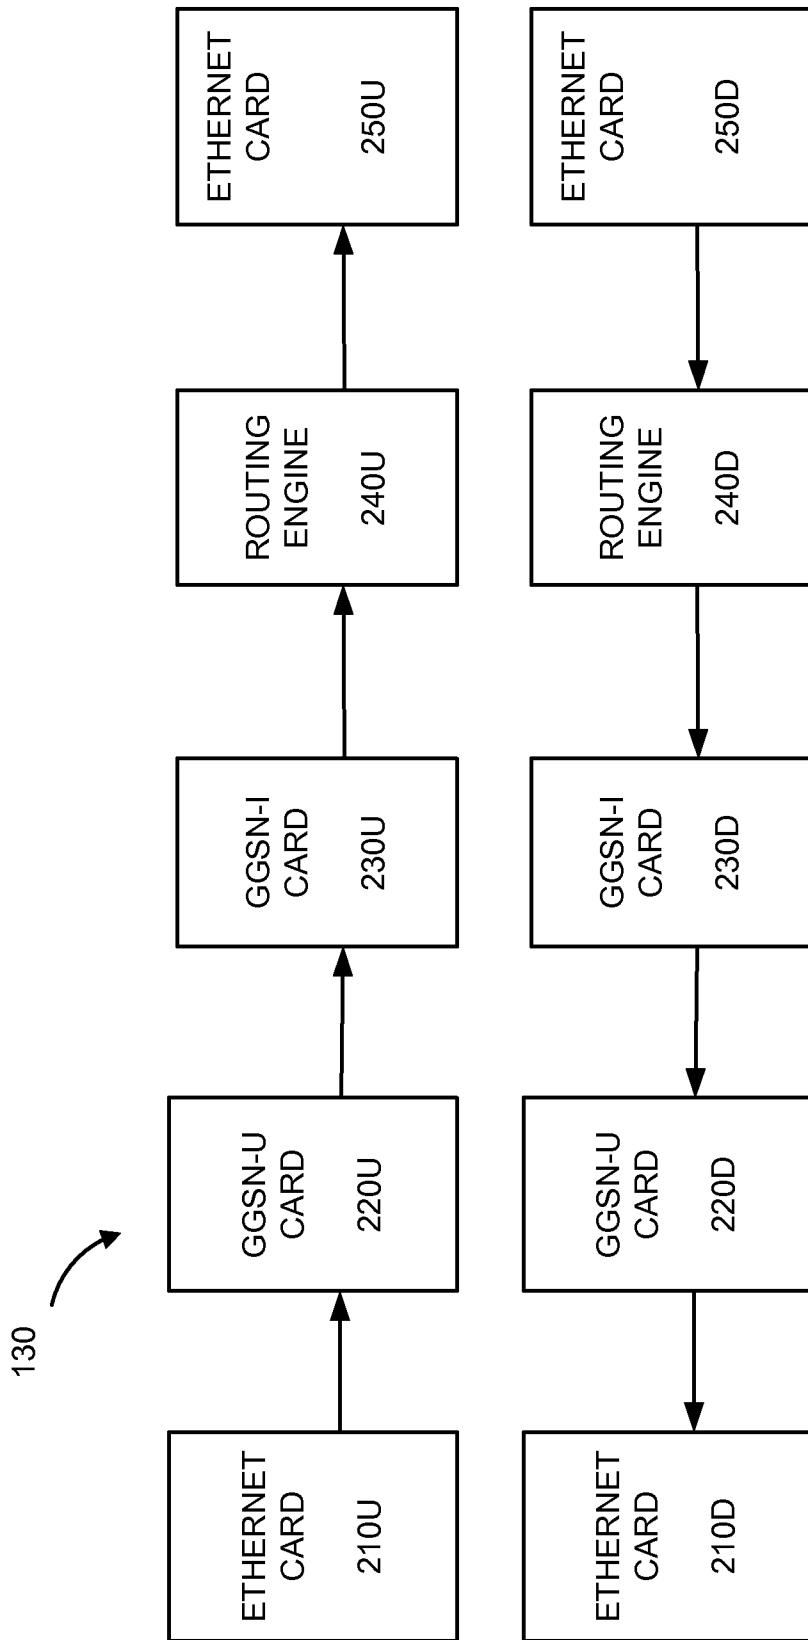 130
ETHERNET
CARD
210U
GGSN-U
CARD
220U
GGSN-I
CARD
230U
ROUTING
ENGINE
240U
ETHERNET
CARD
250U
ETHERNET
CARD
210D
GGSN-U
CARD
220D
GGSN-I
CARD
230D
ROUTING
ENGINE
240D
ETHERNET
CARD
250D